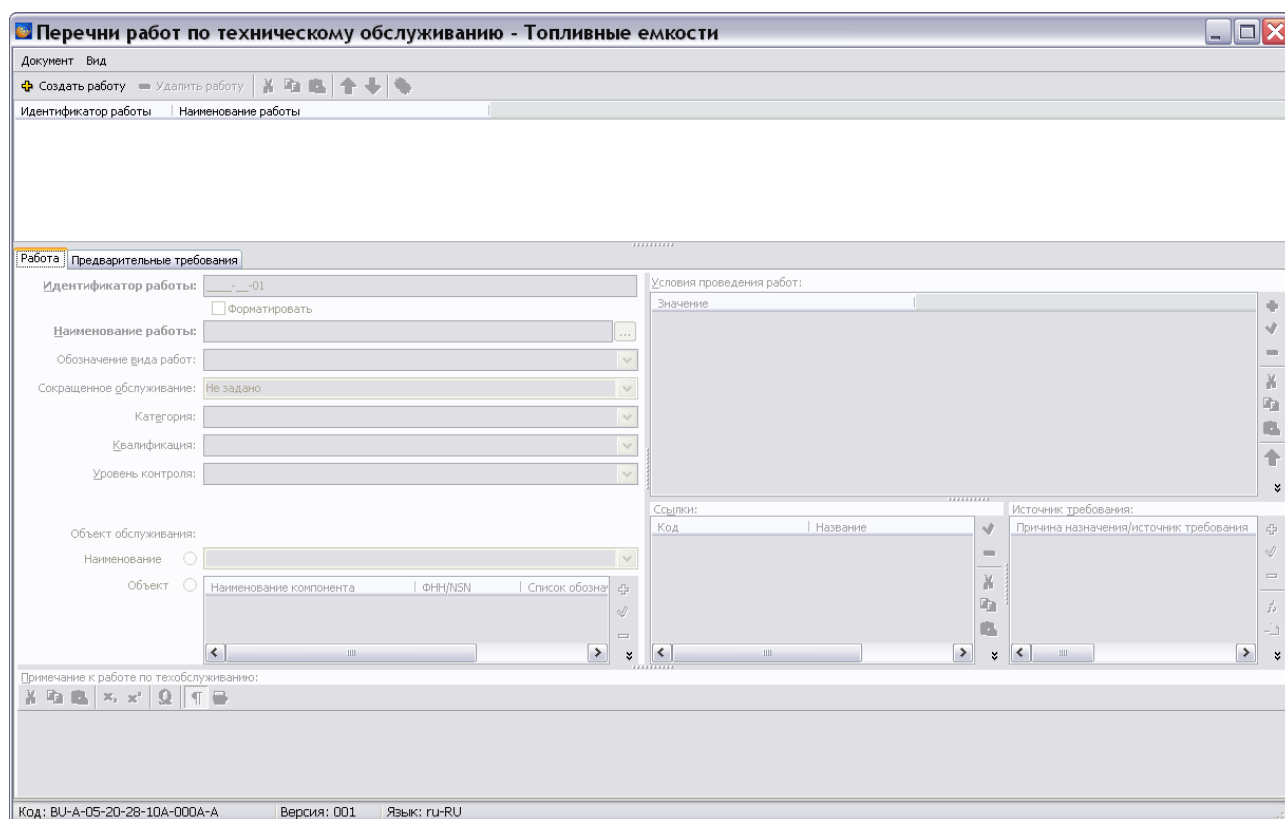 Перечни работ по техническому обслуживанию - Топливные емкости
Документ Вид
Создать работу Удалить работу
Идентификатор работы Наименование работы
Работа Предварительные требования
Идентификатор работы: ____-__-01
Форматировать
Наименование работы: ...
Обозначение вида работ:
Сокращенное обслуживание: Не задано
Категория:
Квалификация:
Уровень контроля:
Объект обслуживания:
Наименование
Объект
Наименование компонента ФНН/NSN Список обозна
Условия проведения работ:
Значение
Ссылки:
Код Название
Источник требования:
Причина назначения/источник требования
Примечание к работе по техобслуживанию:
Код: BU-A-05-20-28-10A-000A-A Версия: 001 Язык: ru-RU